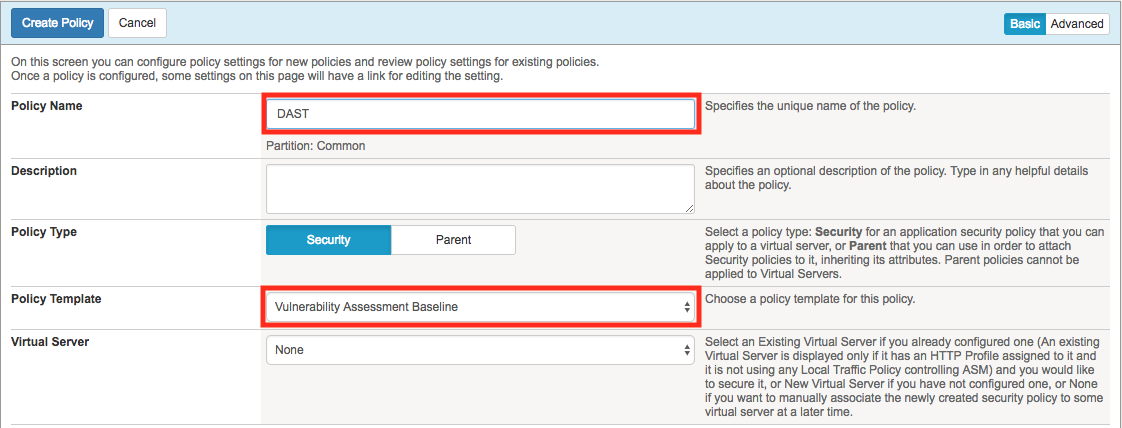 Create Policy Cancel Basic Advanced
On this screen you can configure policy settings for new policies and review policy settings for existing policies.
Once a policy is configured, some settings on this page will have a link for editing the setting.
Policy Name
DAST
Partition: Common
Specifies the unique name of the policy.
Description
Specifies an optional description of the policy. Type in any helpful details
about the policy.
Policy Type
Security Parent
Select a policy type: Security for an application security policy that you can
apply to a virtual server, or Parent that you can use in order to attach
Security policies to it, inheriting its attributes. Parent policies cannot be
applied to Virtual Servers.
Policy Template
Vulnerability Assessment Baseline
Choose a policy template for this policy.
Virtual Server
None
Select an Existing Virtual Server if you already configured one (An existing
Virtual Server is displayed only if it has an HTTP Profile assigned to it and
it is not using any Local Traffic Policy controlling ASM) and you would like
to secure it, or New Virtual Server if you have not configured one, or None
if you want to manually associate the newly created security policy to some
virtual server at a later time.